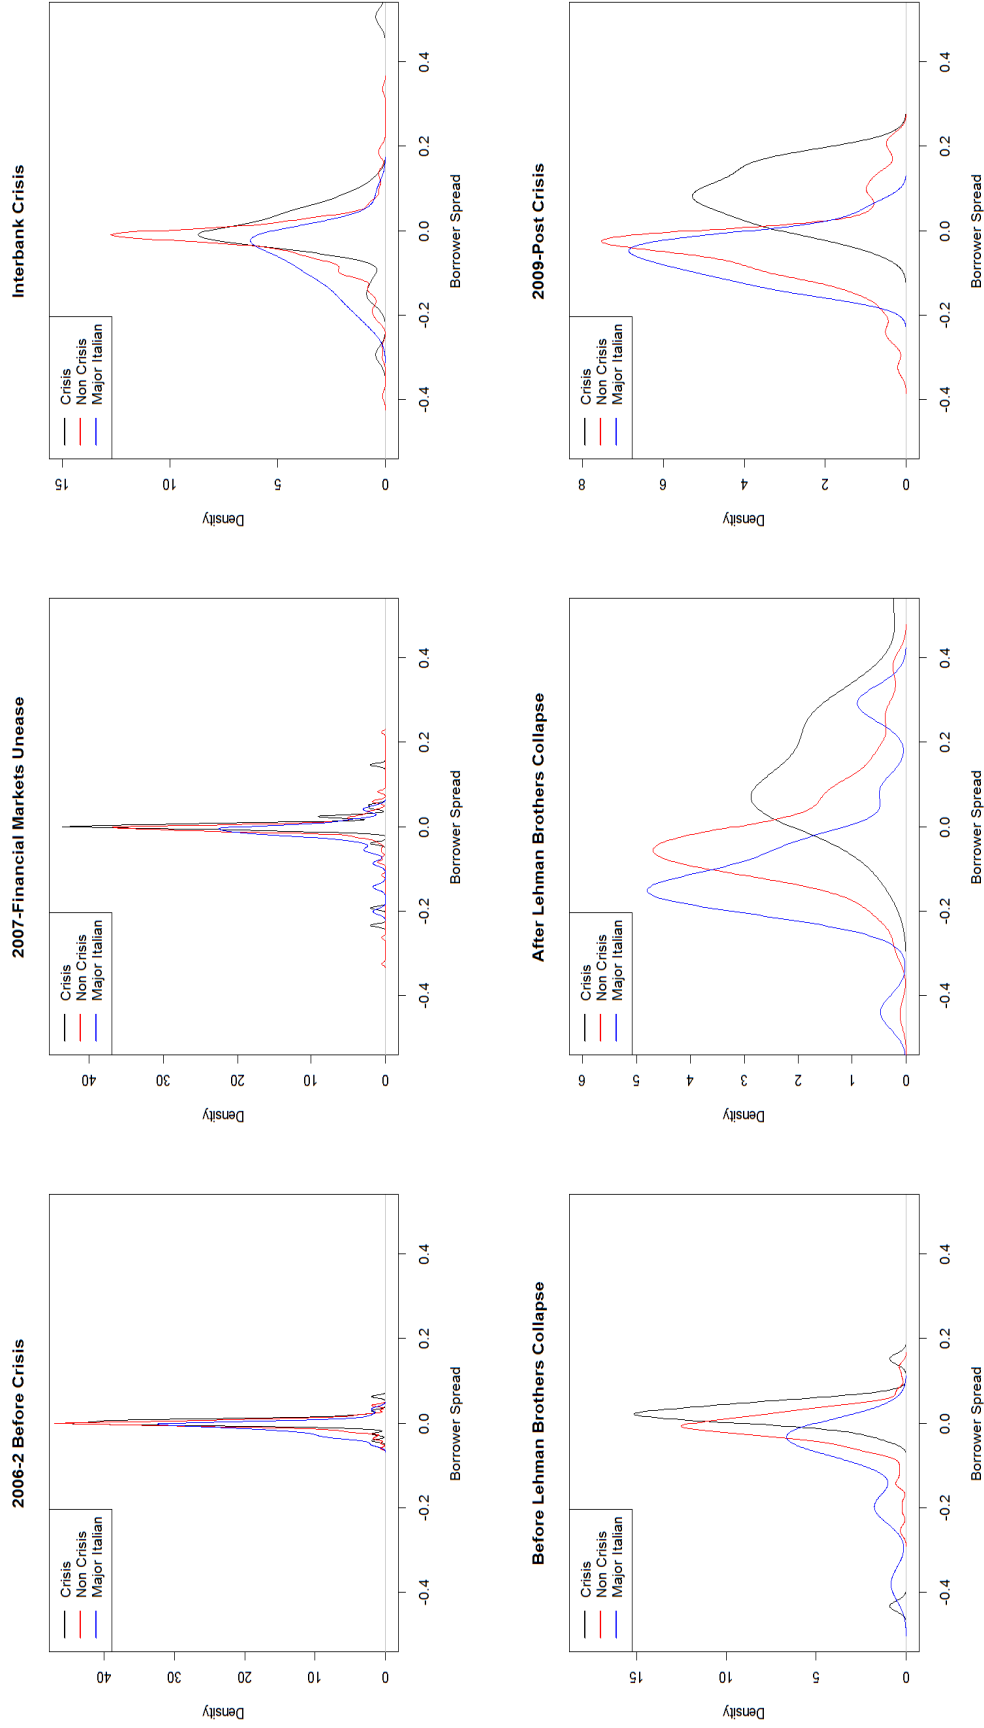 2006-2 Before Crisis
Crisis
Non Crisis
Major Italian
Density
40
30
20
10
0
-0.4 -0.2 0.0 0.2 0.4
Borrower Spread
2007-Financial Markets Unease
Crisis
Non Crisis
Major Italian
Density
40
30
20
10
0
-0.4 -0.2 0.0 0.2 0.4
Borrower Spread
Interbank Crisis
Crisis
Non Crisis
Major Italian
Density
15
10
5
0
-0.4 -0.2 0.0 0.2 0.4
Borrower Spread
Before Lehman Brothers Collapse
Crisis
Non Crisis
Major Italian
Density
15
10
5
0
-0.4 -0.2 0.0 0.2 0.4
Borrower Spread
After Lehman Brothers Collapse
Crisis
Non Crisis
Major Italian
Density
6
5
4
3
2
1
0
-0.4 -0.2 0.0 0.2 0.4
Borrower Spread
2009-Post Crisis
Crisis
Non Crisis
Major Italian
Density
8
6
4
2
0
-0.4 -0.2 0.0 0.2 0.4
Borrower Spread